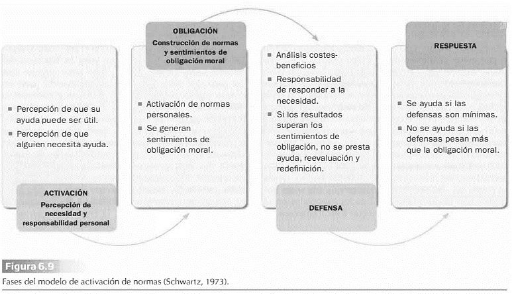 ■ Percepción de que su
ayuda puede ser útil.
■ Percepción de que
alguien necesita ayuda.
ACTIVACIÓN
Percepción de
necesidad y
responsabilidad personal
OBLIGACIÓN
Construcción de normas
y sentimientos de
obligación moral
■ Activación de normas
personales.
■ Se generan
sentimientos de
obligación moral.
■ Análisis costes-
beneficios
■ Responsabilidad
de responder a la
necesidad.
■ Si los resultados
superan los
sentimientos de
obligación, no se presta
ayuda, reevaluación y
redefinición.
DEFENSA
RESPUESTA
■ Se ayuda si las
defensas son mínimas.
■ No se ayuda si las
defensas pesan más
que la obligación moral.
Figura 6.9
Fases del modelo de activación de normas (Schwartz, 1973).